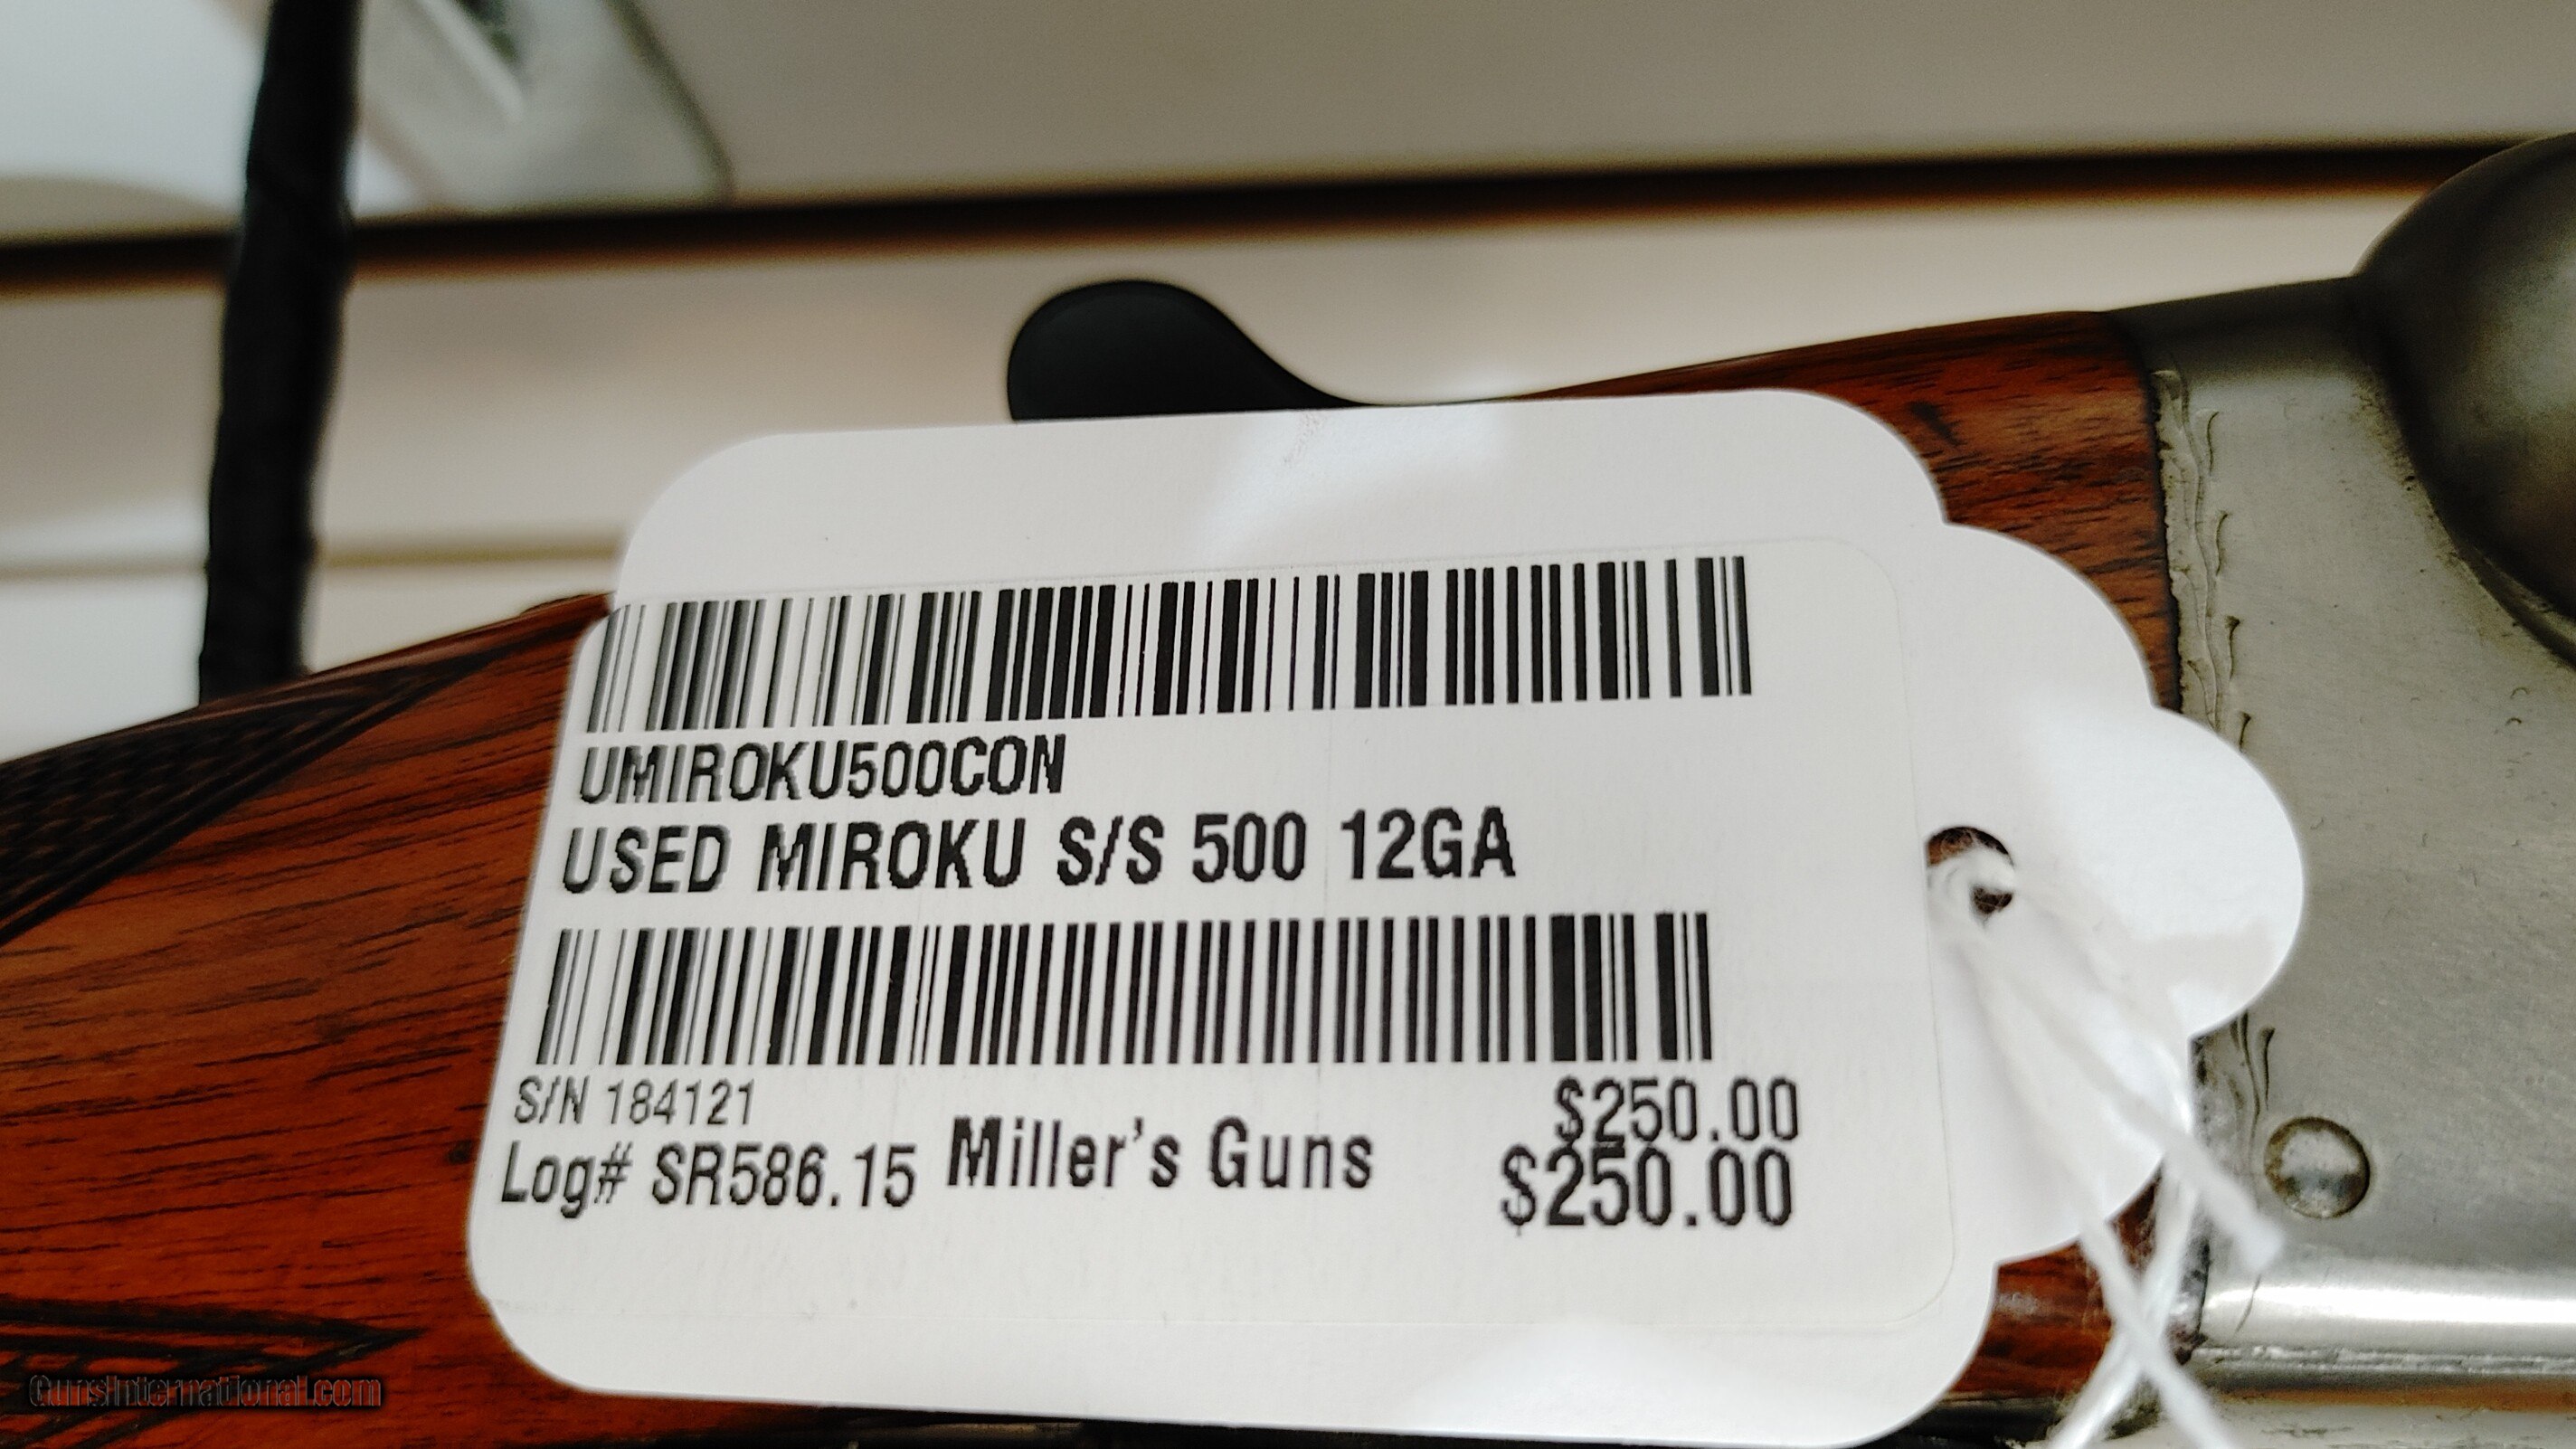 UMIROKU500CON
USED MIROKU S/S 500 12GA
S/N 184121
$250.00
Log# SR586.15
Miller's Guns
$250.00
GunsInternational.com